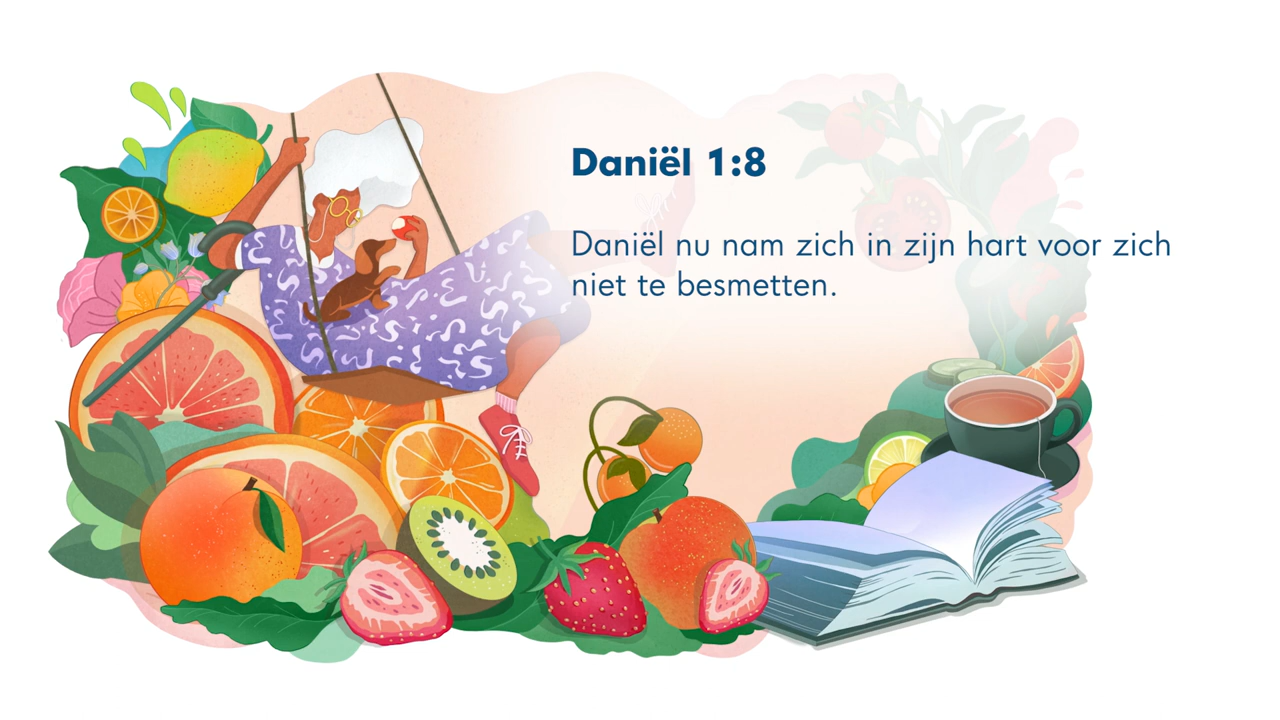 Daniël 1:8
Daniël nu nam zich in zijn hart voor zich
niet te besmetten.